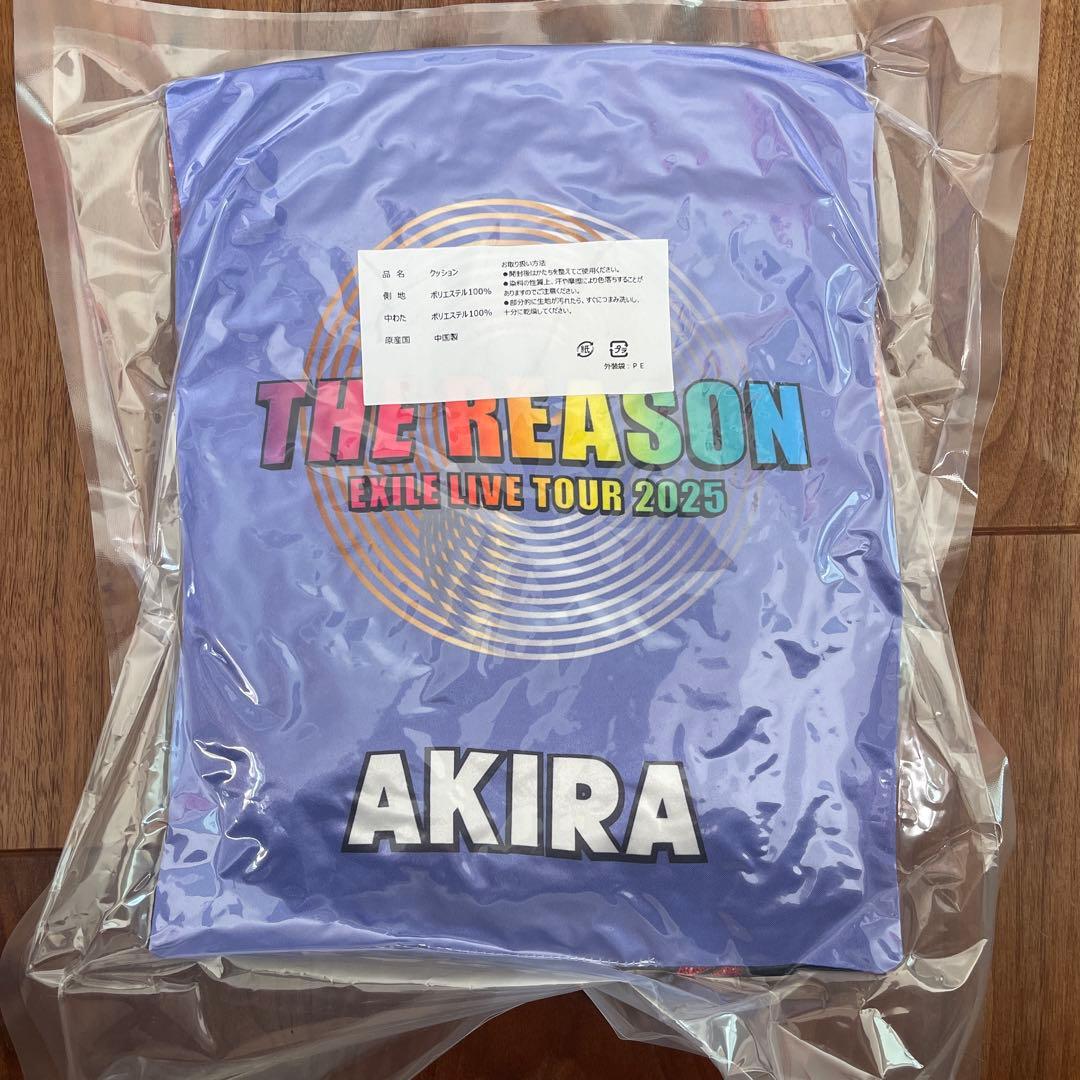 品 名 クッション
側 地 ポリエステル100%
中わた ポリエステル100%
原産国 中国製
お取り扱い方法
●開封後はかたちを整えてご使用ください。
●染料の性質上、汗や摩擦により色落ちすることが
ありますのでご注意ください。
●部分的に生地が汚れたら、すぐにつまみ洗いし、
十分に乾燥してください。
紙 プラ
外装袋:PE
THE REASON
EXILE LIVE TOUR 2025
AKIRA